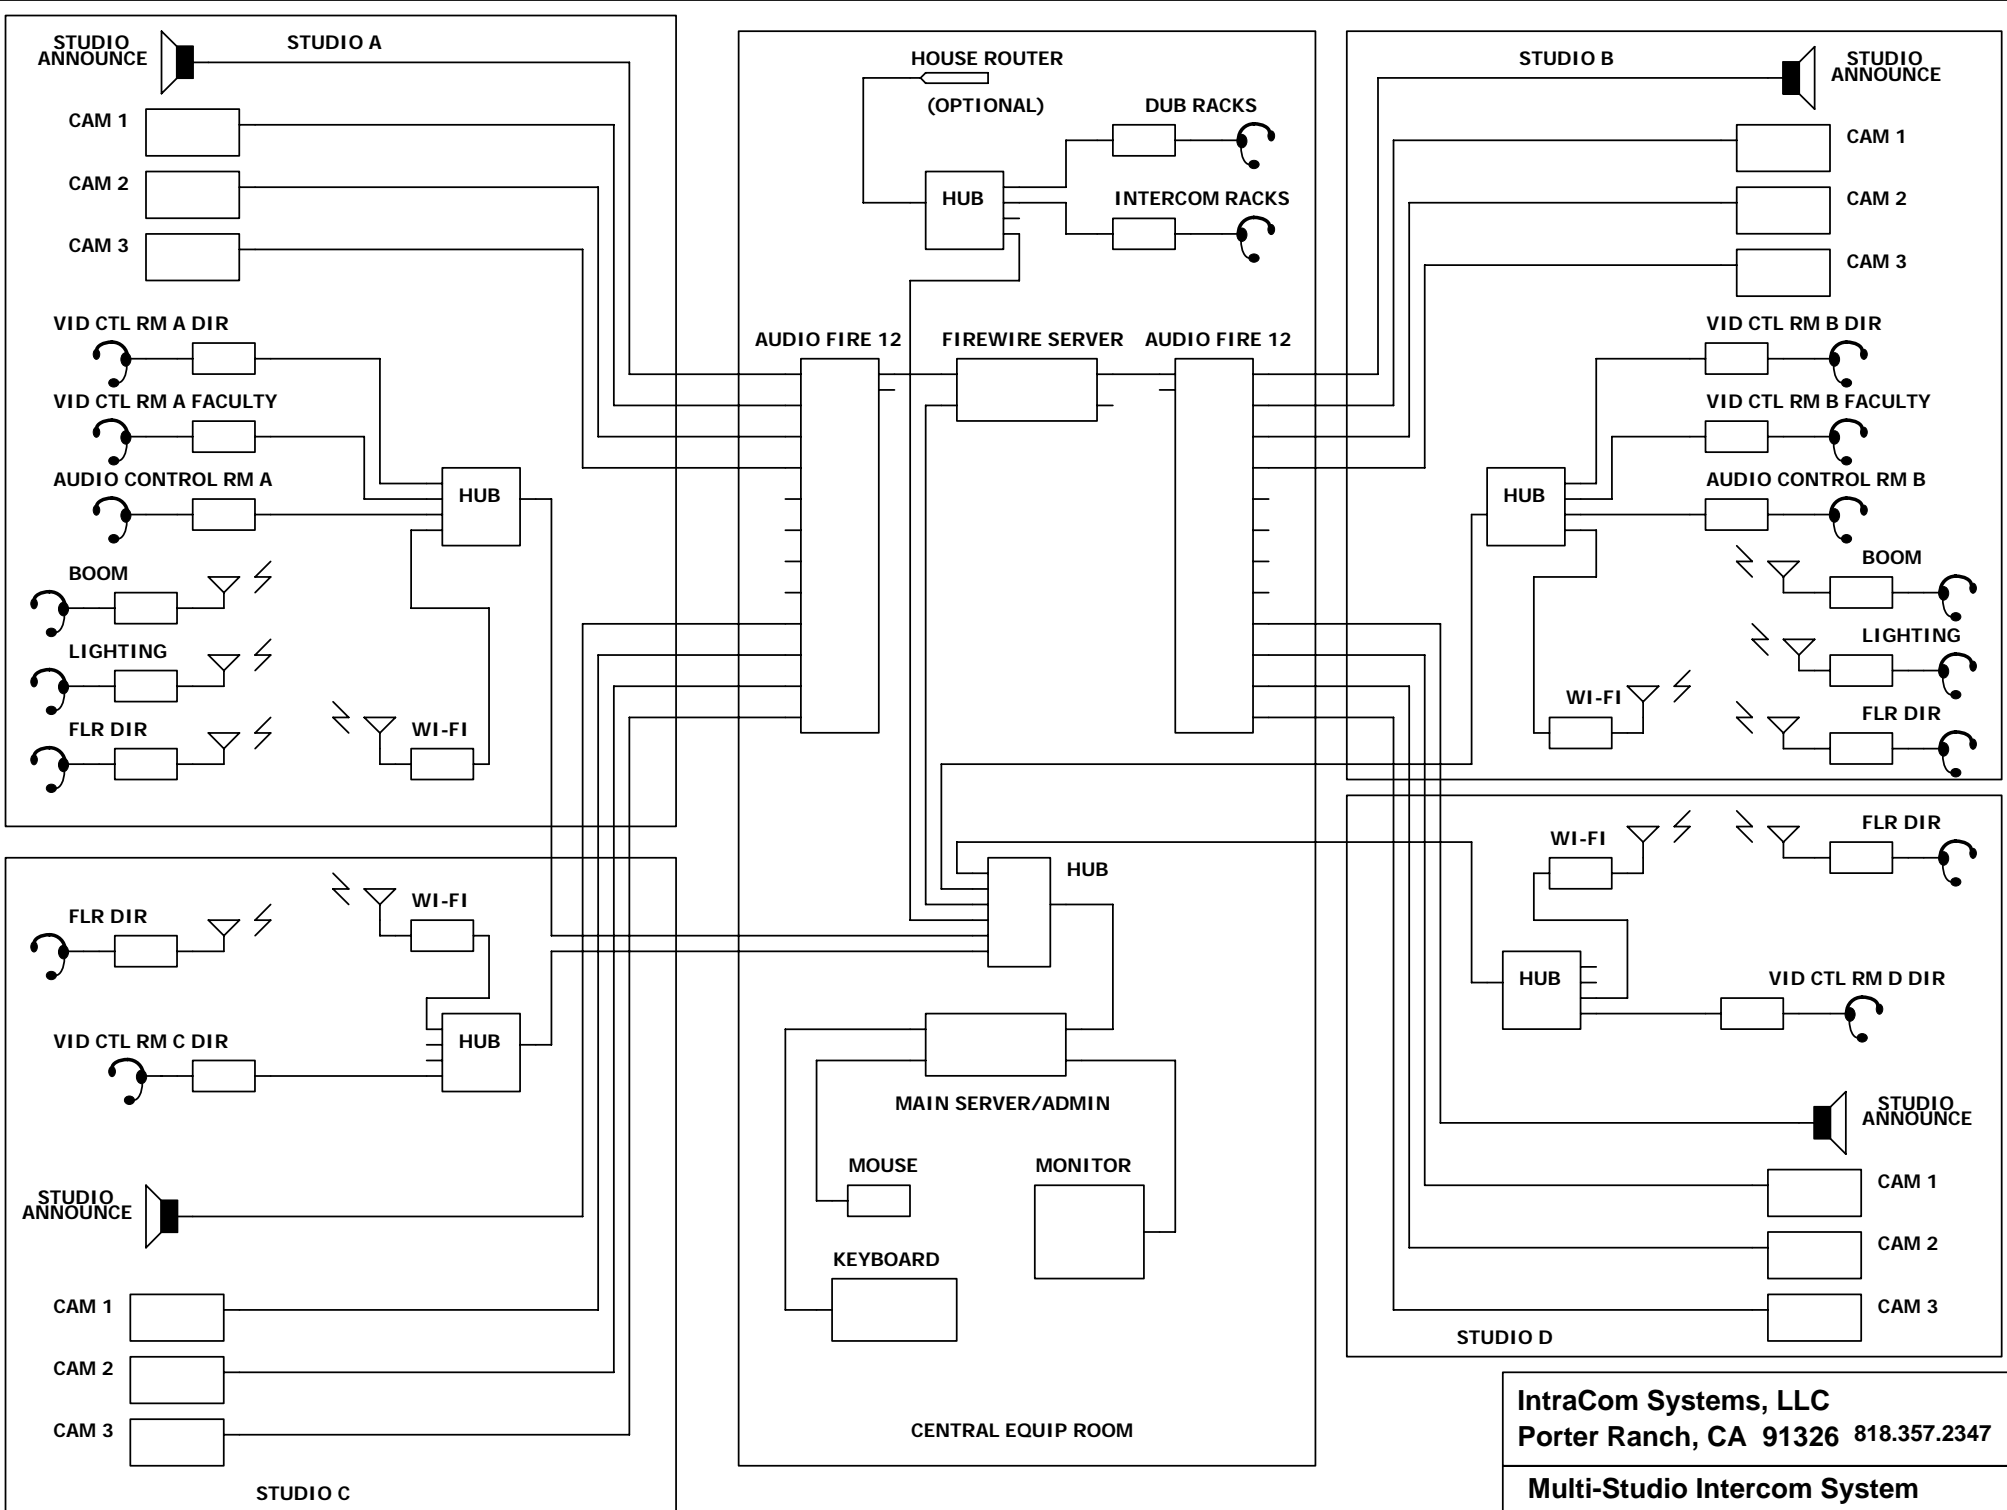 STUDIO A
STUDIO
ANNOUNCE
CAM 1
CAM 2
CAM 3
VID CTL RM A DIR
VID CTL RM A FACULTY
AUDIO CONTROL RM A
HUB
BOOM
LIGHTING
FLR DIR
WI-FI
FLR DIR
WI-FI
VID CTL RM C DIR
HUB
STUDIO
ANNOUNCE
CAM 1
CAM 2
CAM 3
STUDIO C
HOUSE ROUTER
(OPTIONAL)
DUB RACKS
HUB
INTERCOM RACKS
AUDIO FIRE 12
FIREWIRE SERVER
AUDIO FIRE 12
HUB
MAIN SERVER/ADMIN
MOUSE
MONITOR
KEYBOARD
CENTRAL EQUIP ROOM
STUDIO B
STUDIO
ANNOUNCE
CAM 1
CAM 2
CAM 3
VID CTL RM B DIR
VID CTL RM B FACULTY
AUDIO CONTROL RM B
HUB
BOOM
LIGHTING
WI-FI
FLR DIR
WI-FI
FLR DIR
HUB
VID CTL RM D DIR
STUDIO
ANNOUNCE
CAM 1
CAM 2
CAM 3
STUDIO D
IntraCom Systems, LLC
Porter Ranch, CA 91326 818.357.2347
Multi-Studio Intercom System